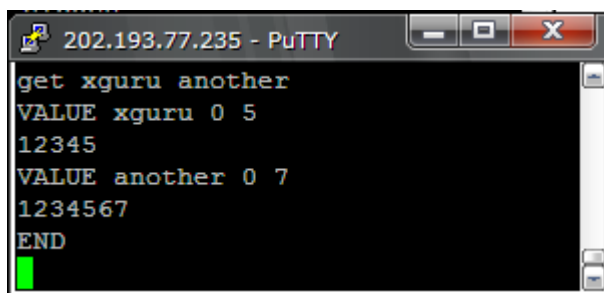 202.193.77.235 - PuTTY
get xguru another
VALUE xguru 0 5
12345
VALUE another 0 7
1234567
END